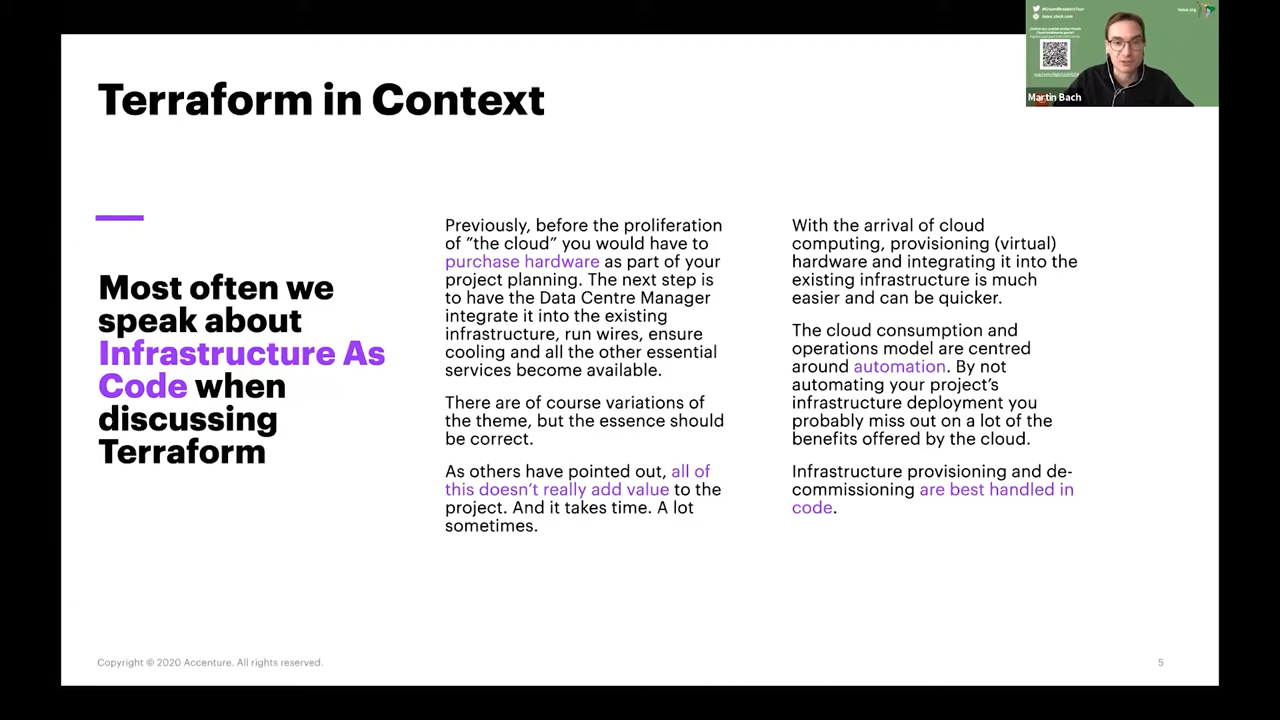 Terraform in Context
Most often we
speak about
Infrastructure As
Code when
discussing
Terraform
Previously, before the proliferation
of ”the cloud” you would have to
purchase hardware as part of your
project planning. The next step is
to have the Data Centre Manager
integrate it into the existing
infrastructure, run wires, ensure
cooling and all the other essential
services become available.
There are of course variations of
the theme, but the essence should
be correct.
As others have pointed out, all of
this doesn’t really add value to the
project. And it takes time. A lot
sometimes.
With the arrival of cloud
computing, provisioning (virtual)
hardware and integrating it into the
existing infrastructure is much
easier and can be quicker.
The cloud consumption and
operations model are centred
around automation. By not
automating your project’s
infrastructure deployment you
probably miss out on a lot of the
benefits offered by the cloud.
Infrastructure provisioning and de-
commissioning are best handled in
code.
Martin Bach
Copyright © 2020 Accenture. All rights reserved.
5